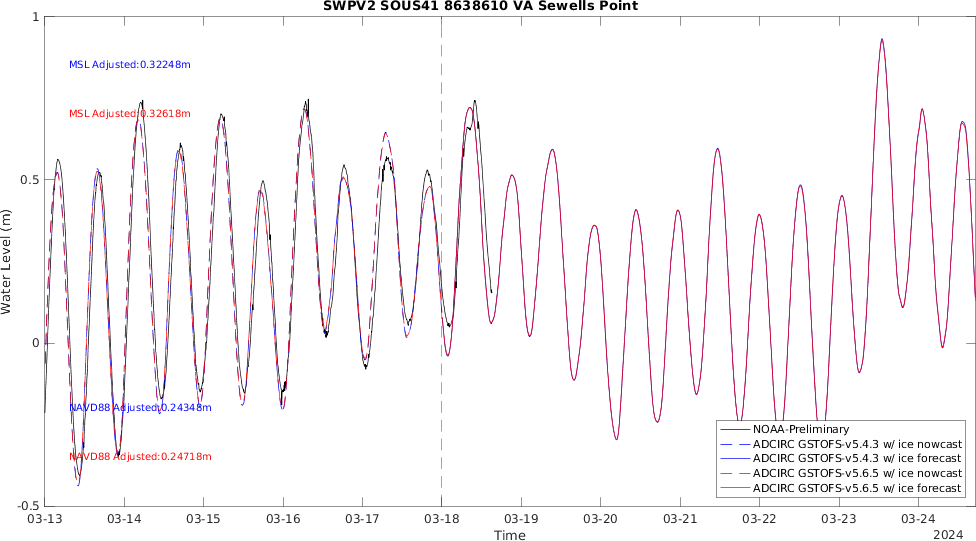 SWPV2 SOUS41 8638610 VA Sewells Point
1
MSL Adjusted:0.32248m
MSL Adjusted:0.32618m
0.5
Water Level (m)
0
NAVD88 Adjusted:0.24348m
NAVD88 Adjusted:0.24718m
-0.5
NOAA-Preliminary
ADCIRC GSTOFS-v5.4.3 w/ ice nowcast
ADCIRC GSTOFS-v5.4.3 w/ ice forecast
ADCIRC GSTOFS-v5.6.5 w/ ice nowcast
ADCIRC GSTOFS-v5.6.5 w/ ice forecast
03-13 03-14 03-15 03-16 03-17 03-18 03-19 03-20 03-21 03-22 03-23 03-24
Time
2024